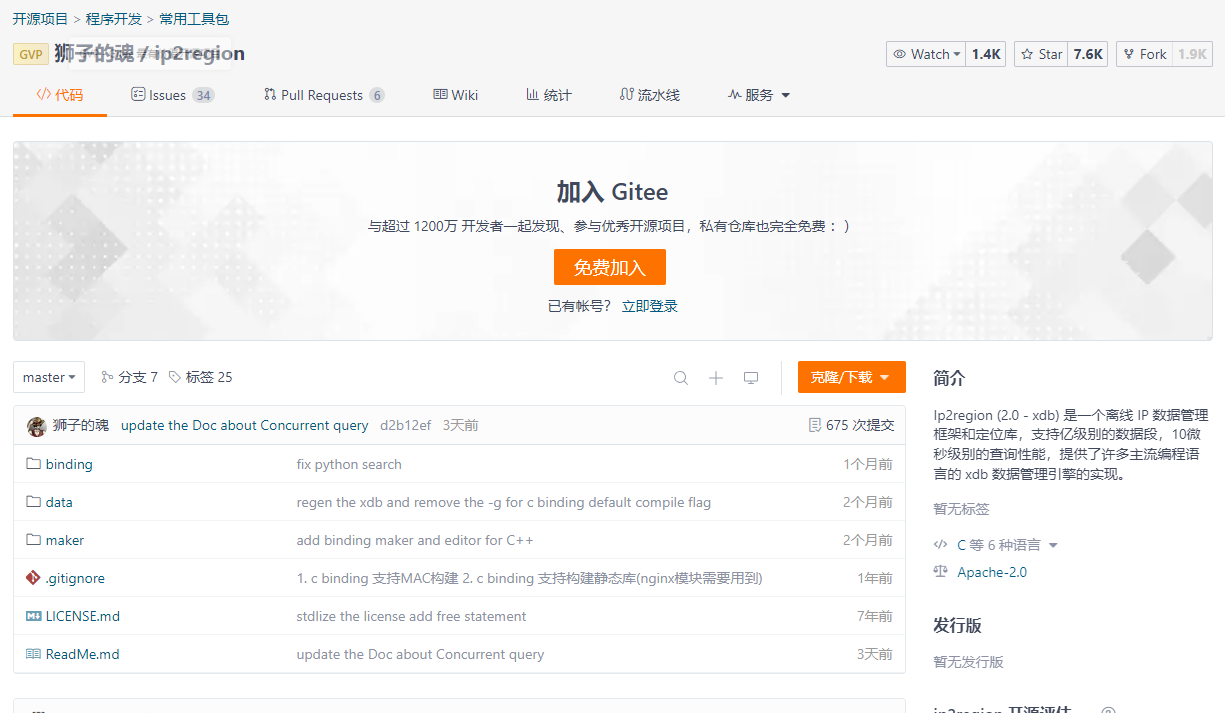 开源项目 > 程序开发 > 常用工具包
GVP 狮子的魂 / ip2region
Watch 1.4K Star 7.6K Fork 1.9K
代码 Issues 34 Pull Requests 6 Wiki 统计 流水线 服务
加入 Gitee
与超过 1200万 开发者一起发现、参与优秀开源项目，私有仓库也完全免费：）
免费加入
已有帐号？ 立即登录
master 分支 7 标签 25 克隆/下载
狮子的魂 update the Doc about Concurrent query d2b12ef 3天前 675 次提交
binding fix python search 1个月前
data regen the xdb and remove the -g for c binding default compile flag 2个月前
maker add binding maker and editor for C++ 2个月前
.gitignore 1. c binding 支持MAC构建 2. c binding 支持构建静态库(nginx模块需要用到) 1年前
LICENSE.md stdlize the license add free statement 7年前
ReadMe.md update the Doc about Concurrent query 3天前
简介
Ip2region (2.0 - xdb) 是一个离线 IP 数据管理
框架和定位库，支持亿级别的数据段，10微
秒级别的查询性能，提供了许多主流编程语
言的 xdb 数据管理引擎的实现。
暂无标签
C 等 6 种语言
Apache-2.0
发行版
暂无发行版
ip2region 开源评估